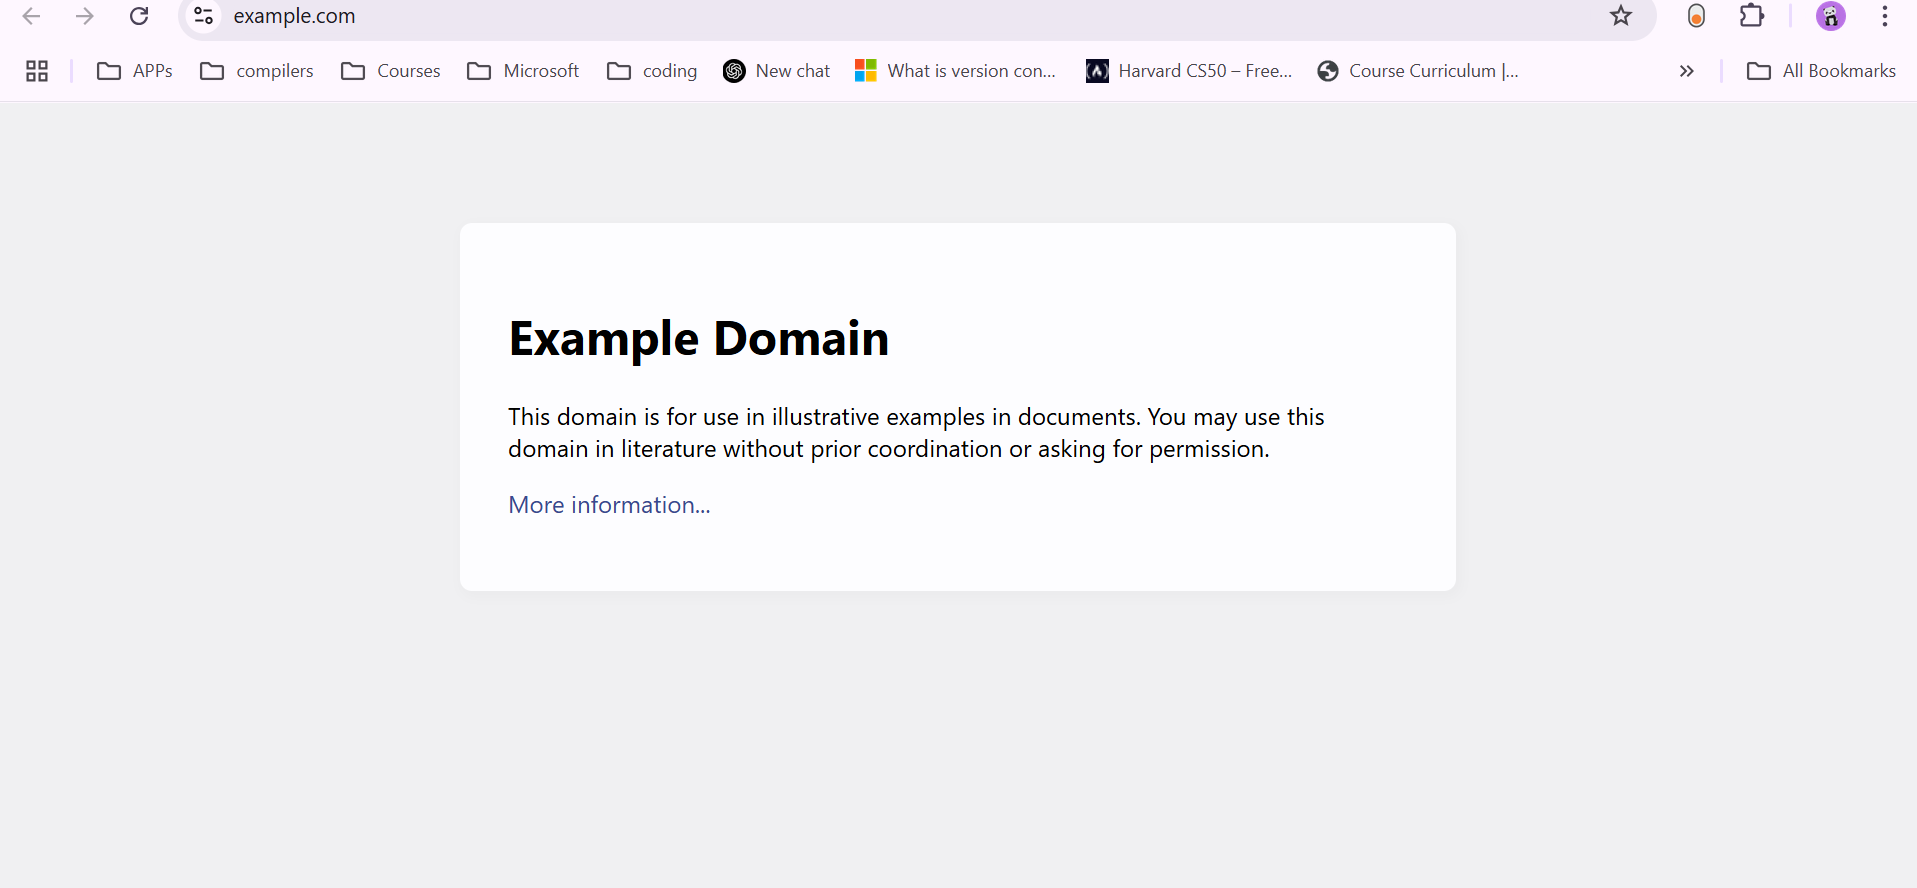 example.com
APPs compilers Courses Microsoft coding New chat What is version con... Harvard CS50 – Free... Course Curriculum |... All Bookmarks
Example Domain
This domain is for use in illustrative examples in documents. You may use this
domain in literature without prior coordination or asking for permission.
More information...